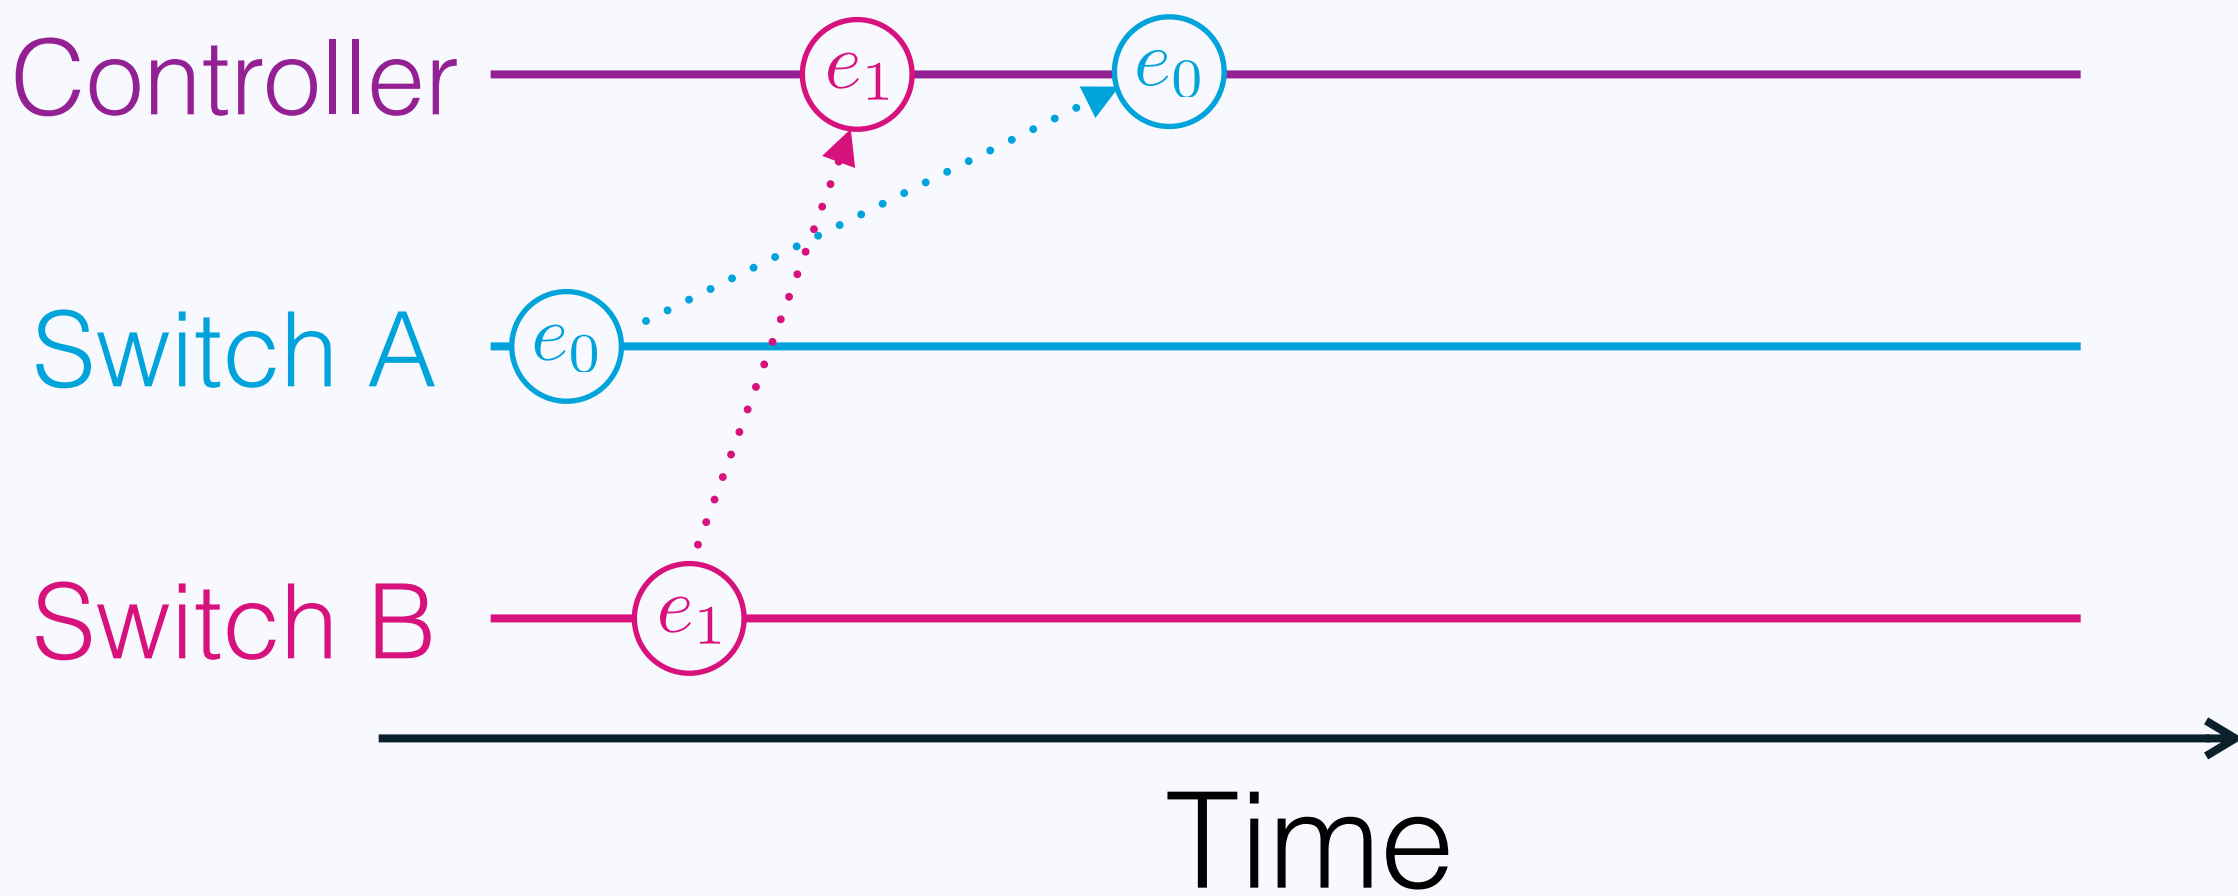 Controller e₁ e₀
Switch A e₀
Switch B e₁
Time